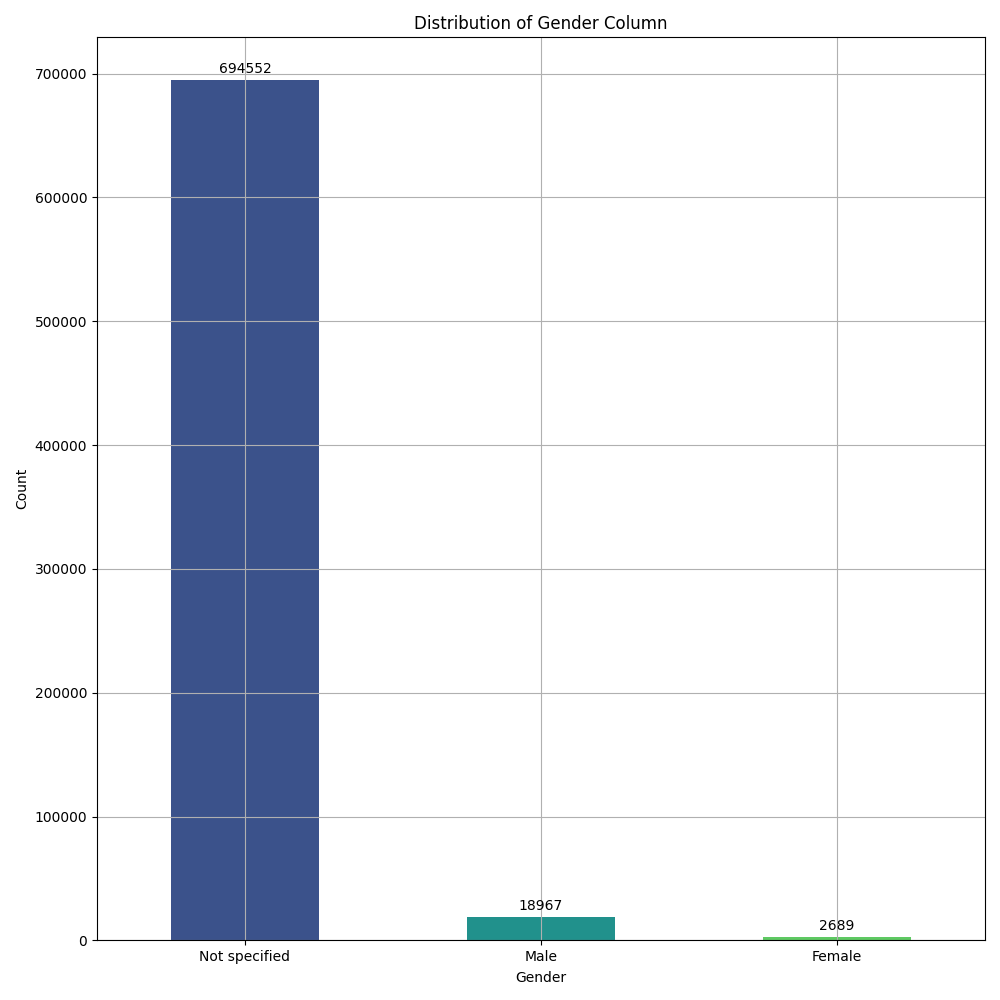 Distribution of Gender Column
Count
700000
600000
500000
400000
300000
200000
100000
0
694552
18967
2689
Not specified
Male
Female
Gender